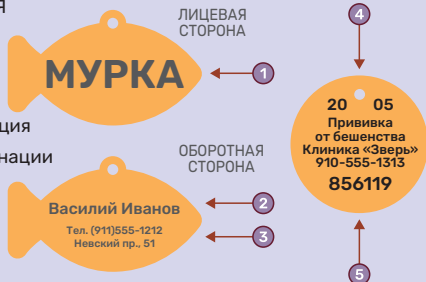 Я
ЛИЦЕВАЯ
СТОРОНА
МУРКА
1
ция
нации
ОБОРОТНАЯ
СТОРОНА
Василий Иванов
Тел. (911)555-1212
Невский пр., 51
2
3
4
20 05
Прививка
от бешенства
Клиника «Зверь»
910-555-1313
856119
5